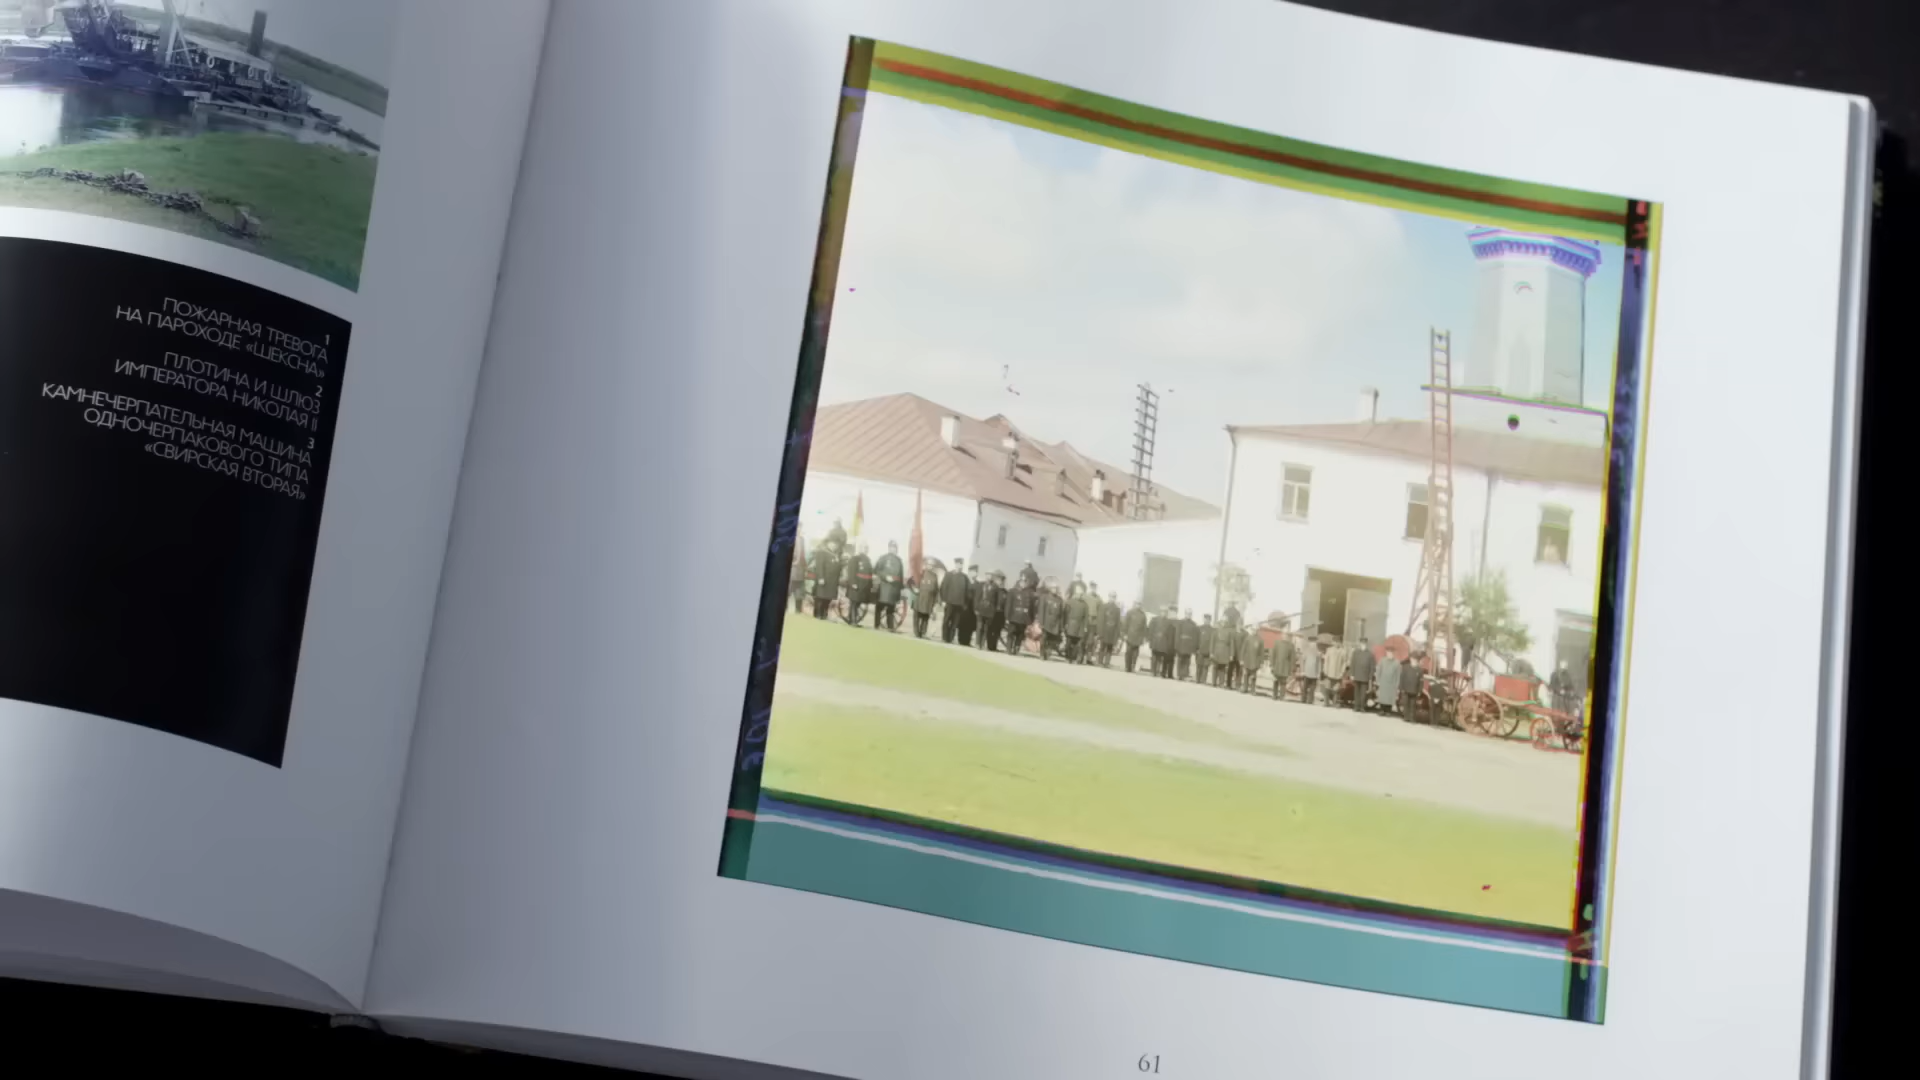 1
ПОЖАРНАЯ ТРЕВОГА
НА ПАРОХОДЕ «ШЕКСНА»
2
ПЛОТИНА И ШЛЮЗ
ИМПЕРАТОРА НИКОЛАЯ II
3
КАМНЕЧЕРПАТЕЛЬНАЯ МАШИНА
ОДНОЧЕРПАКОВОГО ТИПА
«СВИРСКАЯ ВТОРАЯ»
61